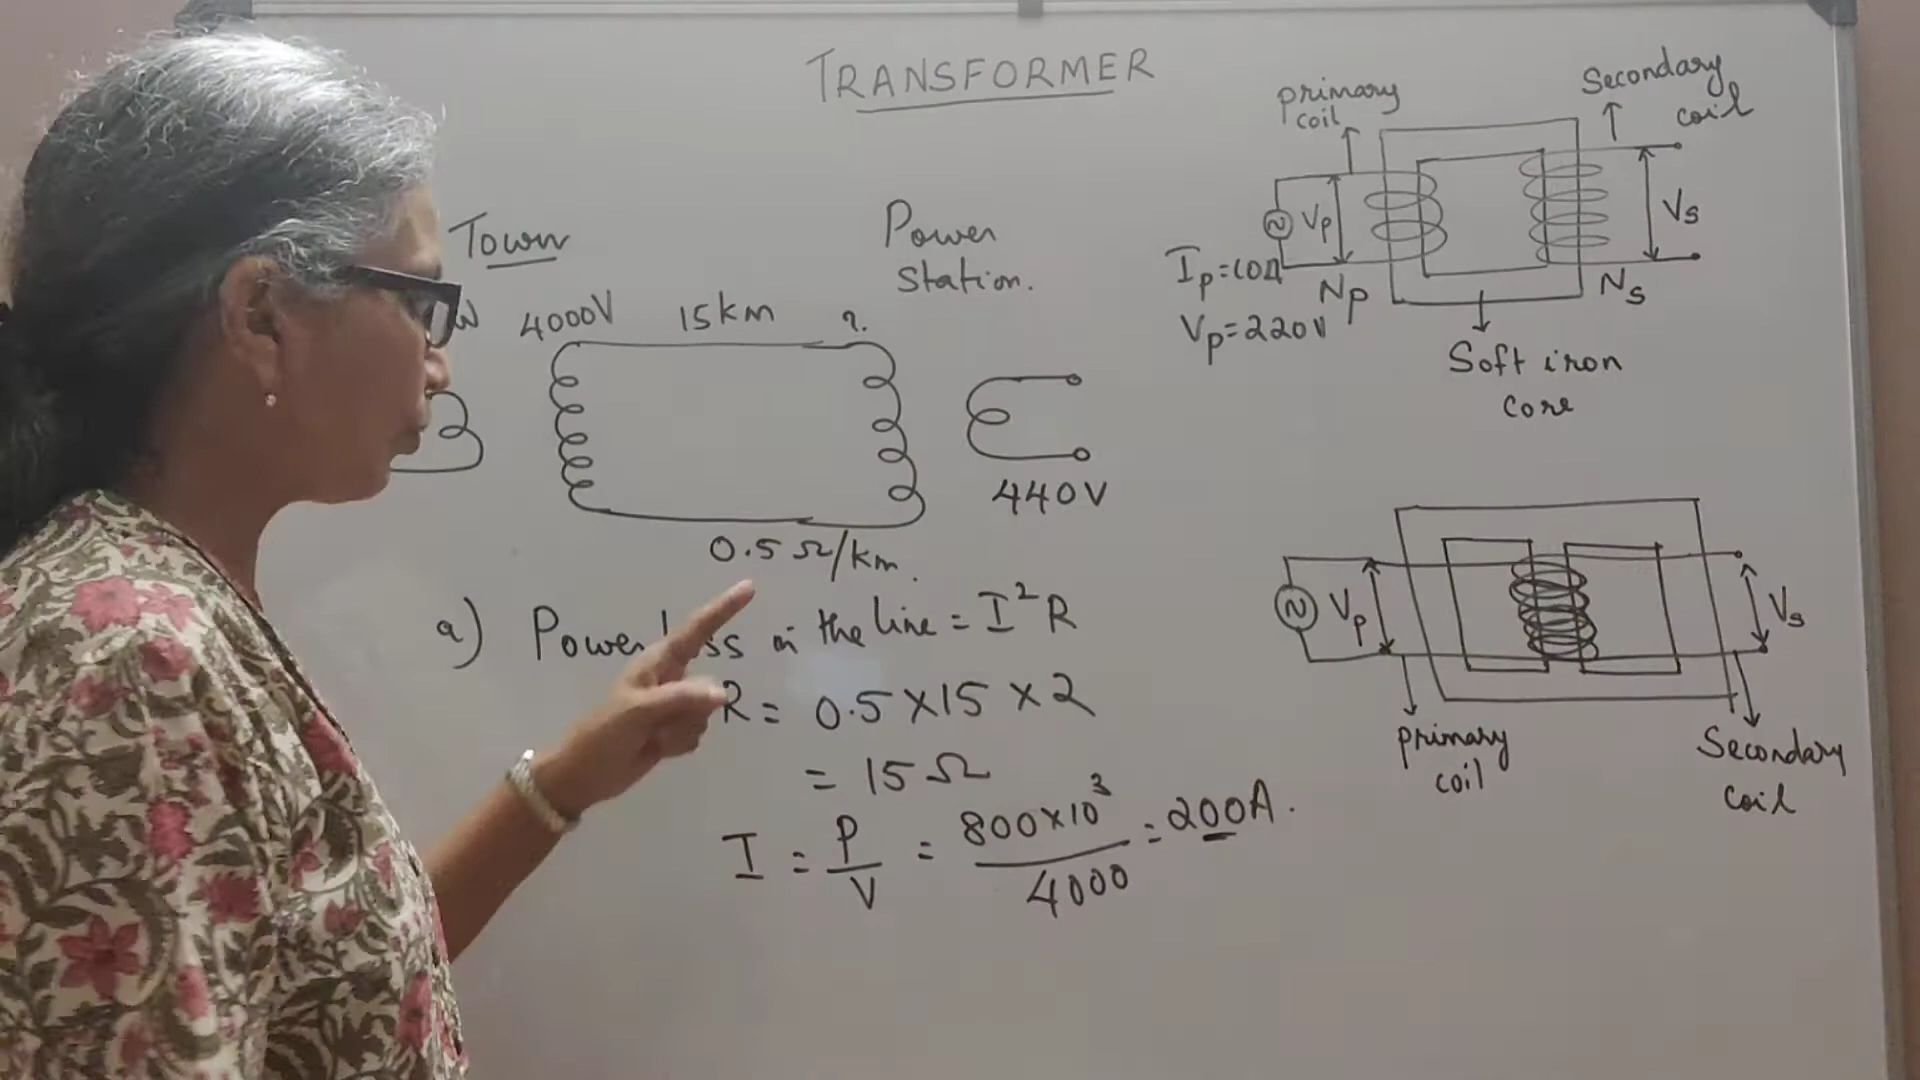 TRANSFORMER
Town
Power
Station.
W 4000V 15km
440V
0.5 Ω/km.
a) Power in the line = I²R
R = 0.5 × 15 × 2
= 15 Ω
I = P/V = 800×10³/4000 = 200A.
primary
coil
Secondary
coil
Vp
Vs
Ip=10A
Np
Ns
Vp=220V
Soft iron
core
Vp
Vs
primary
coil
Secondary
coil